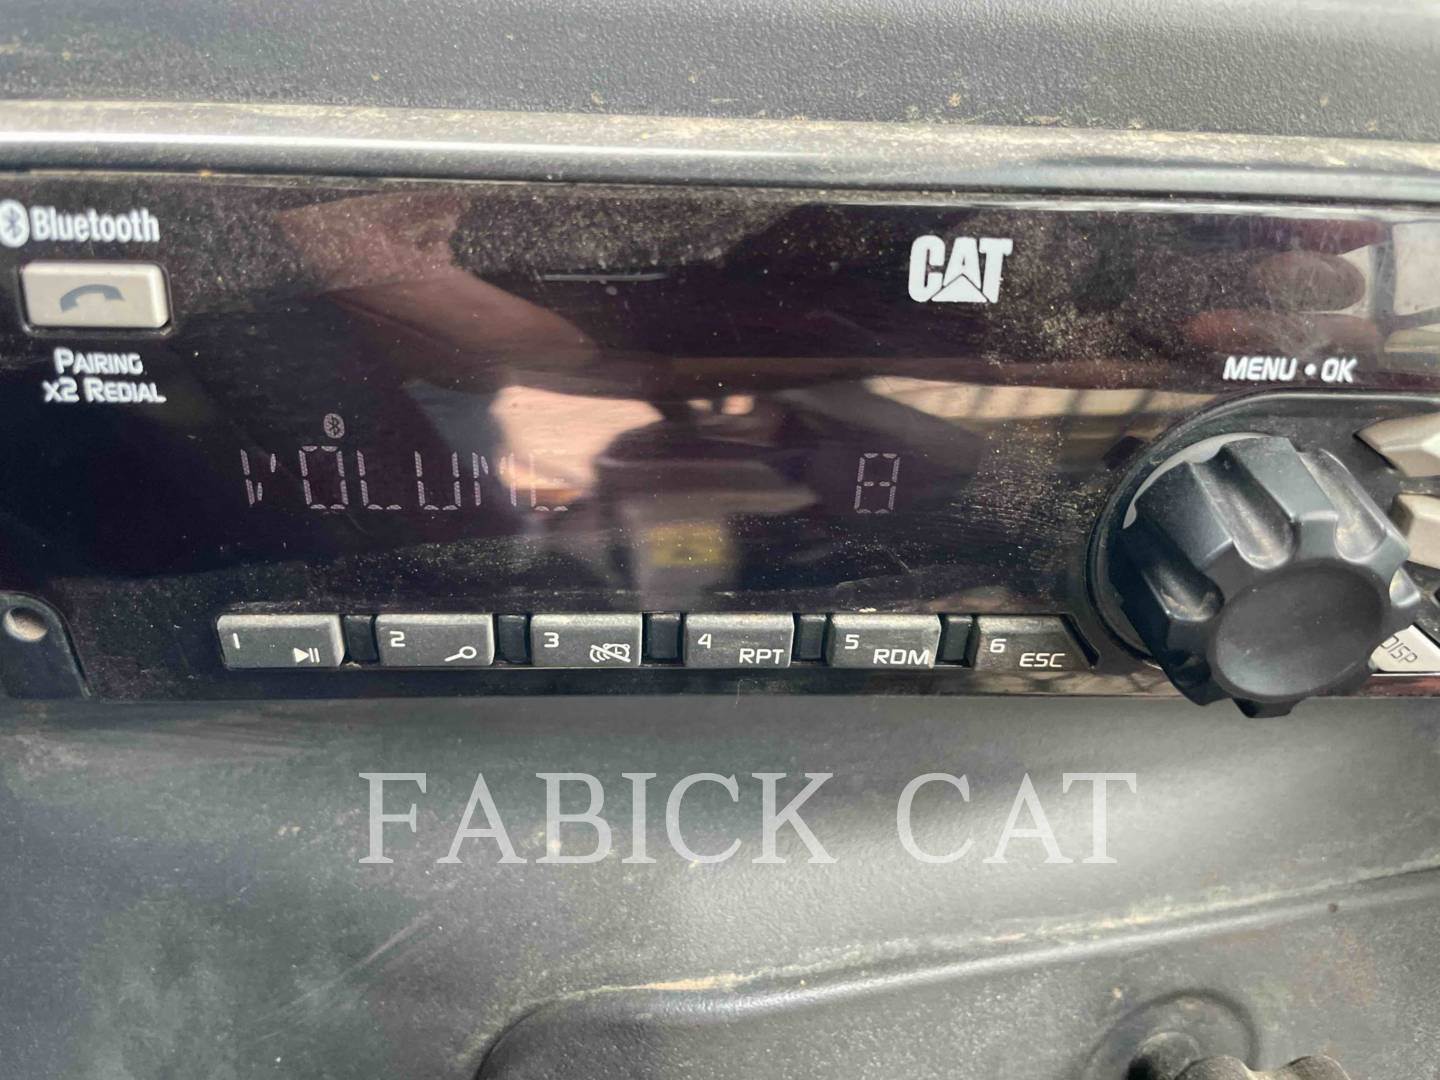 Bluetooth
CAT
PAIRING
X2 REDIAL
MENU • OK
VOLUME 8
1 2 3 4 RPT 5 RDM 6 ESC
DISP
FABICK CAT